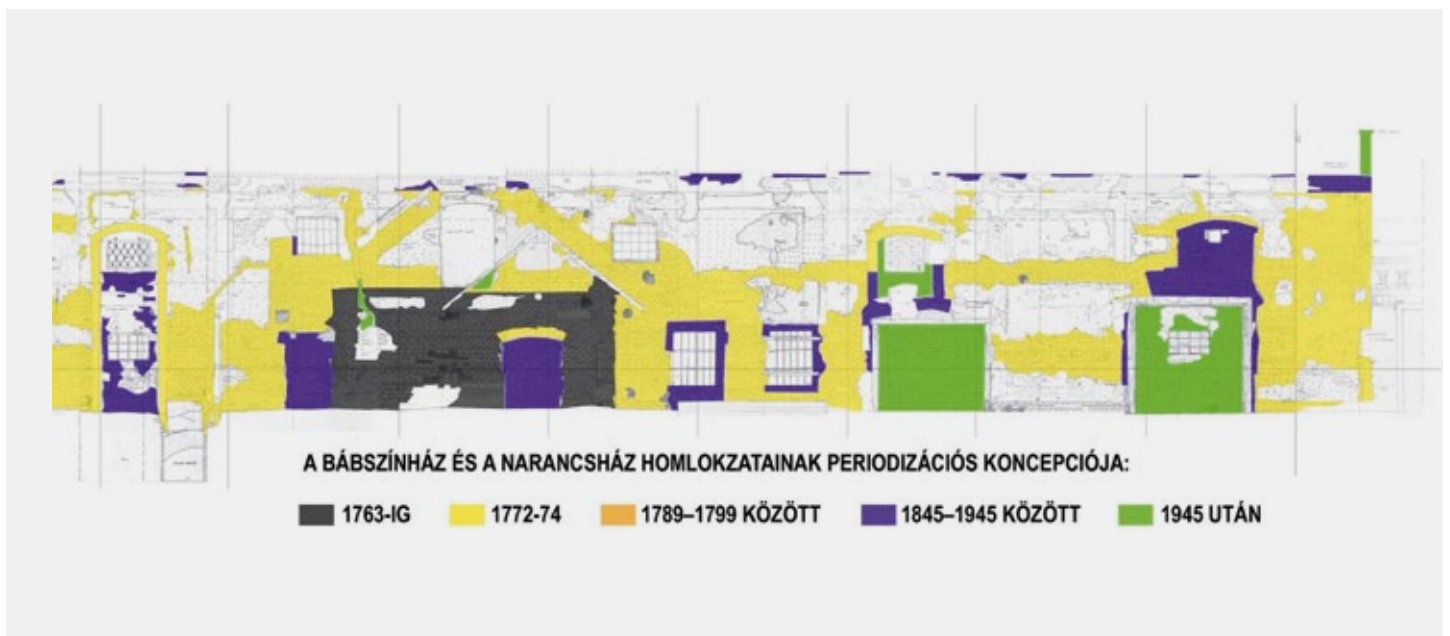 A BÁBSZÍNHÁZ ÉS A NARANCSHÁZ HOMLOKZATAINAK PERIODIZÁCIÓS KONCEPCIÓJA:
1763-IG 1772-74 1789–1799 KÖZÖTT 1845–1945 KÖZÖTT 1945 UTÁN